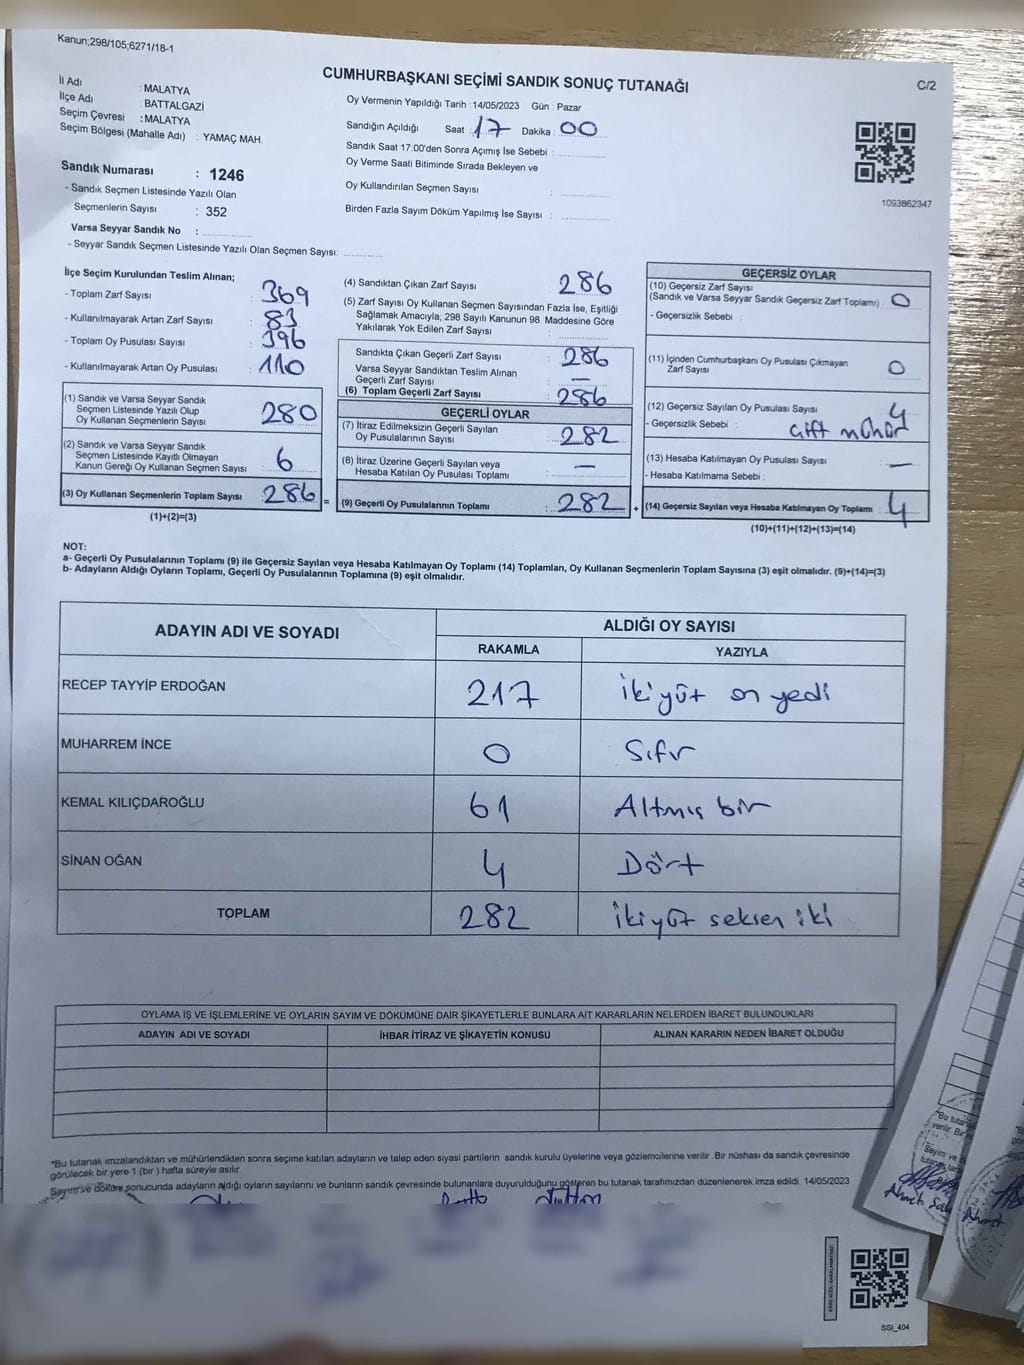 Kanun;298/105;6271/18-1
CUMHURBAŞKANI SEÇİMİ SANDIK SONUÇ TUTANAĞI
C/2
İl Adı : MALATYA
İlçe Adı : BATTALGAZİ
Seçim Çevresi : MALATYA
Seçim Bölgesi (Mahalle Adı) : YAMAÇ MAH.
Oy Vermenin Yapıldığı Tarih :14/05/2023 Gün : Pazar
Sandığın Açıldığı Saat : 17 Dakika : 00
Sandık Saat 17.00'den Sonra Açımış İse Sebebi :
Oy Verme Saati Bitiminde Sırada Bekleyen ve
Oy Kullandırılan Seçmen Sayısı :
Birden Fazla Sayım Döküm Yapılmış İse Sayısı :
1093862347
Sandık Numarası : 1246
- Sandık Seçmen Listesinde Yazılı Olan
Seçmenlerin Sayısı : 352
Varsa Seyyar Sandık No :
- Seyyar Sandık Seçmen Listesinde Yazılı Olan Seçmen Sayısı:
İlçe Seçim Kurulundan Teslim Alınan;
- Toplam Zarf Sayısı : 369
- Kullanılmayarak Artan Zarf Sayısı : 83
- Toplam Oy Pusulası Sayısı : 396
- Kullanılmayarak Artan Oy Pusulası : 110
(1) Sandık ve Varsa Seyyar Sandık
Seçmen Listesinde Yazılı Olup
Oy Kullanan Seçmenlerin Sayısı : 280
(2) Sandık ve Varsa Seyyar Sandık
Seçmen Listesinde Kayıtlı Olmayan
Kanun Gereği Oy Kullanan Seçmen Sayısı : 6
(3) Oy Kullanan Seçmenlerin Toplam Sayısı : 286 =
(1)+(2)=(3)
(4) Sandıktan Çıkan Zarf Sayısı : 286
(5) Zarf Sayısı Oy Kullanan Seçmen Sayısından Fazla İse, Eşitliği
Sağlamak Amacıyla; 298 Sayılı Kanunun 98. Maddesine Göre
Yakılarak Yok Edilen Zarf Sayısı :
Sandıkta Çıkan Geçerli Zarf Sayısı : 286
Varsa Seyyar Sandıktan Teslim Alınan
Geçerli Zarf Sayısı : —
(6) Toplam Geçerli Zarf Sayısı : 286
GEÇERLİ OYLAR
(7) İtiraz Edilmeksizin Geçerli Sayılan
Oy Pusulalarının Sayısı : 282
(8) İtiraz Üzerine Geçerli Sayılan veya
Hesaba Katılan Oy Pusulası Toplamı : —
(9) Geçerli Oy Pusulalarının Toplamı : 282 +
GEÇERSİZ OYLAR
(10) Geçersiz Zarf Sayısı
(Sandık ve Varsa Seyyar Sandık Geçersiz Zarf Toplamı) : 0
- Geçersizlik Sebebi :
(11) İçinden Cumhurbaşkanı Oy Pusulası Çıkmayan
Zarf Sayısı : 0
(12) Geçersiz Sayılan Oy Pusulası Sayısı : 4
- Geçersizlik Sebebi : Çift mühür
(13) Hesaba Katılmayan Oy Pusulası Sayısı : —
- Hesaba Katılmama Sebebi :
(14) Geçersiz Sayılan veya Hesaba Katılmayan Oy Toplamı : 4
(10)+(11)+(12)+(13)=(14)
NOT:
a- Geçerli Oy Pusulalarının Toplamı (9) ile Geçersiz Sayılan veya Hesaba Katılmayan Oy Toplamı (14) Toplamları, Oy Kullanan Seçmenlerin Toplam Sayısına (3) eşit olmalıdır. (9)+(14)=(3)
b- Adayların Aldığı Oyların Toplamı, Geçerli Oy Pusulalarının Toplamına (9) eşit olmalıdır.
ADAYIN ADI VE SOYADI ALDIĞI OY SAYISI
RAKAMLA YAZIYLA
RECEP TAYYİP ERDOĞAN 217 İkiyüz on yedi
MUHARREM İNCE 0 Sıfır
KEMAL KILIÇDAROĞLU 61 Altmış bir
SİNAN OĞAN 4 Dört
TOPLAM 282 İkiyüz seksen iki
OYLAMA İŞ VE İŞLEMLERİNE VE OYLARIN SAYIM VE DÖKÜMÜNE DAİR ŞİKAYETLERLE BUNLARA AİT KARARLARIN NELERDEN İBARET BULUNDUKLARI
ADAYIN ADI VE SOYADI İHBAR İTİRAZ VE ŞİKAYETİN KONUSU ALINAN KARARIN NEDEN İBARET OLDUĞU
"Bu tutanak imzalandıktan ve mühürlendikten sonra seçime katılan adayların ve talep eden siyasi partilerin sandık kurulu üyelerine veya gözlemcilerine verilir. Bir nüshası da sandık çevresinde
görülecek bir yere 1 (bir) hafta süreyle asılır.
Sayım ve döküm sonucunda adayların aldığı oyların sayılarını ve bunların sandık çevresinde bulunanlara duyurulduğunu gösteren bu tutanak tarafımızdan düzenlenerek imza edildi. 14/05/2023
SSI_404